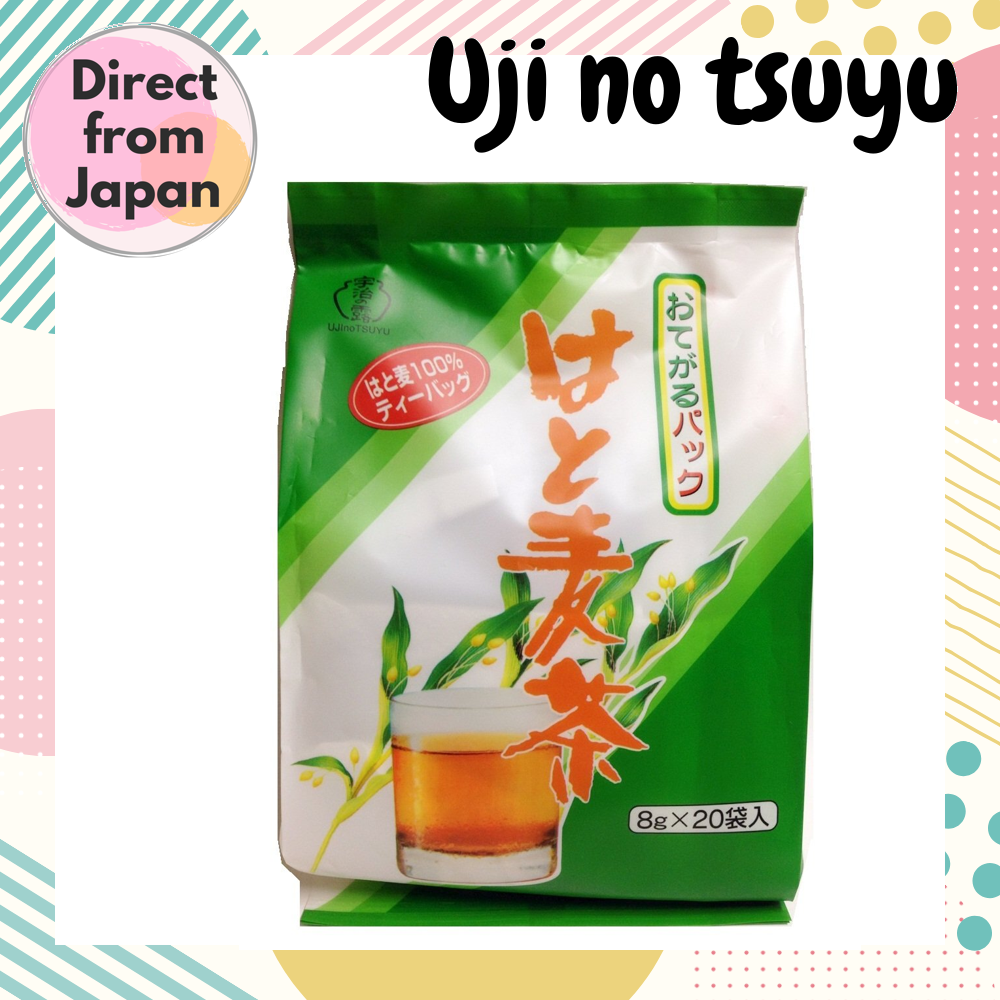 Direct
from
Japan
Uji no tsuyu
宇治の露
UJInoTSUYU
はと麦100%
ティーバッグ
おてがるパック
はと麦茶
8g×20袋入